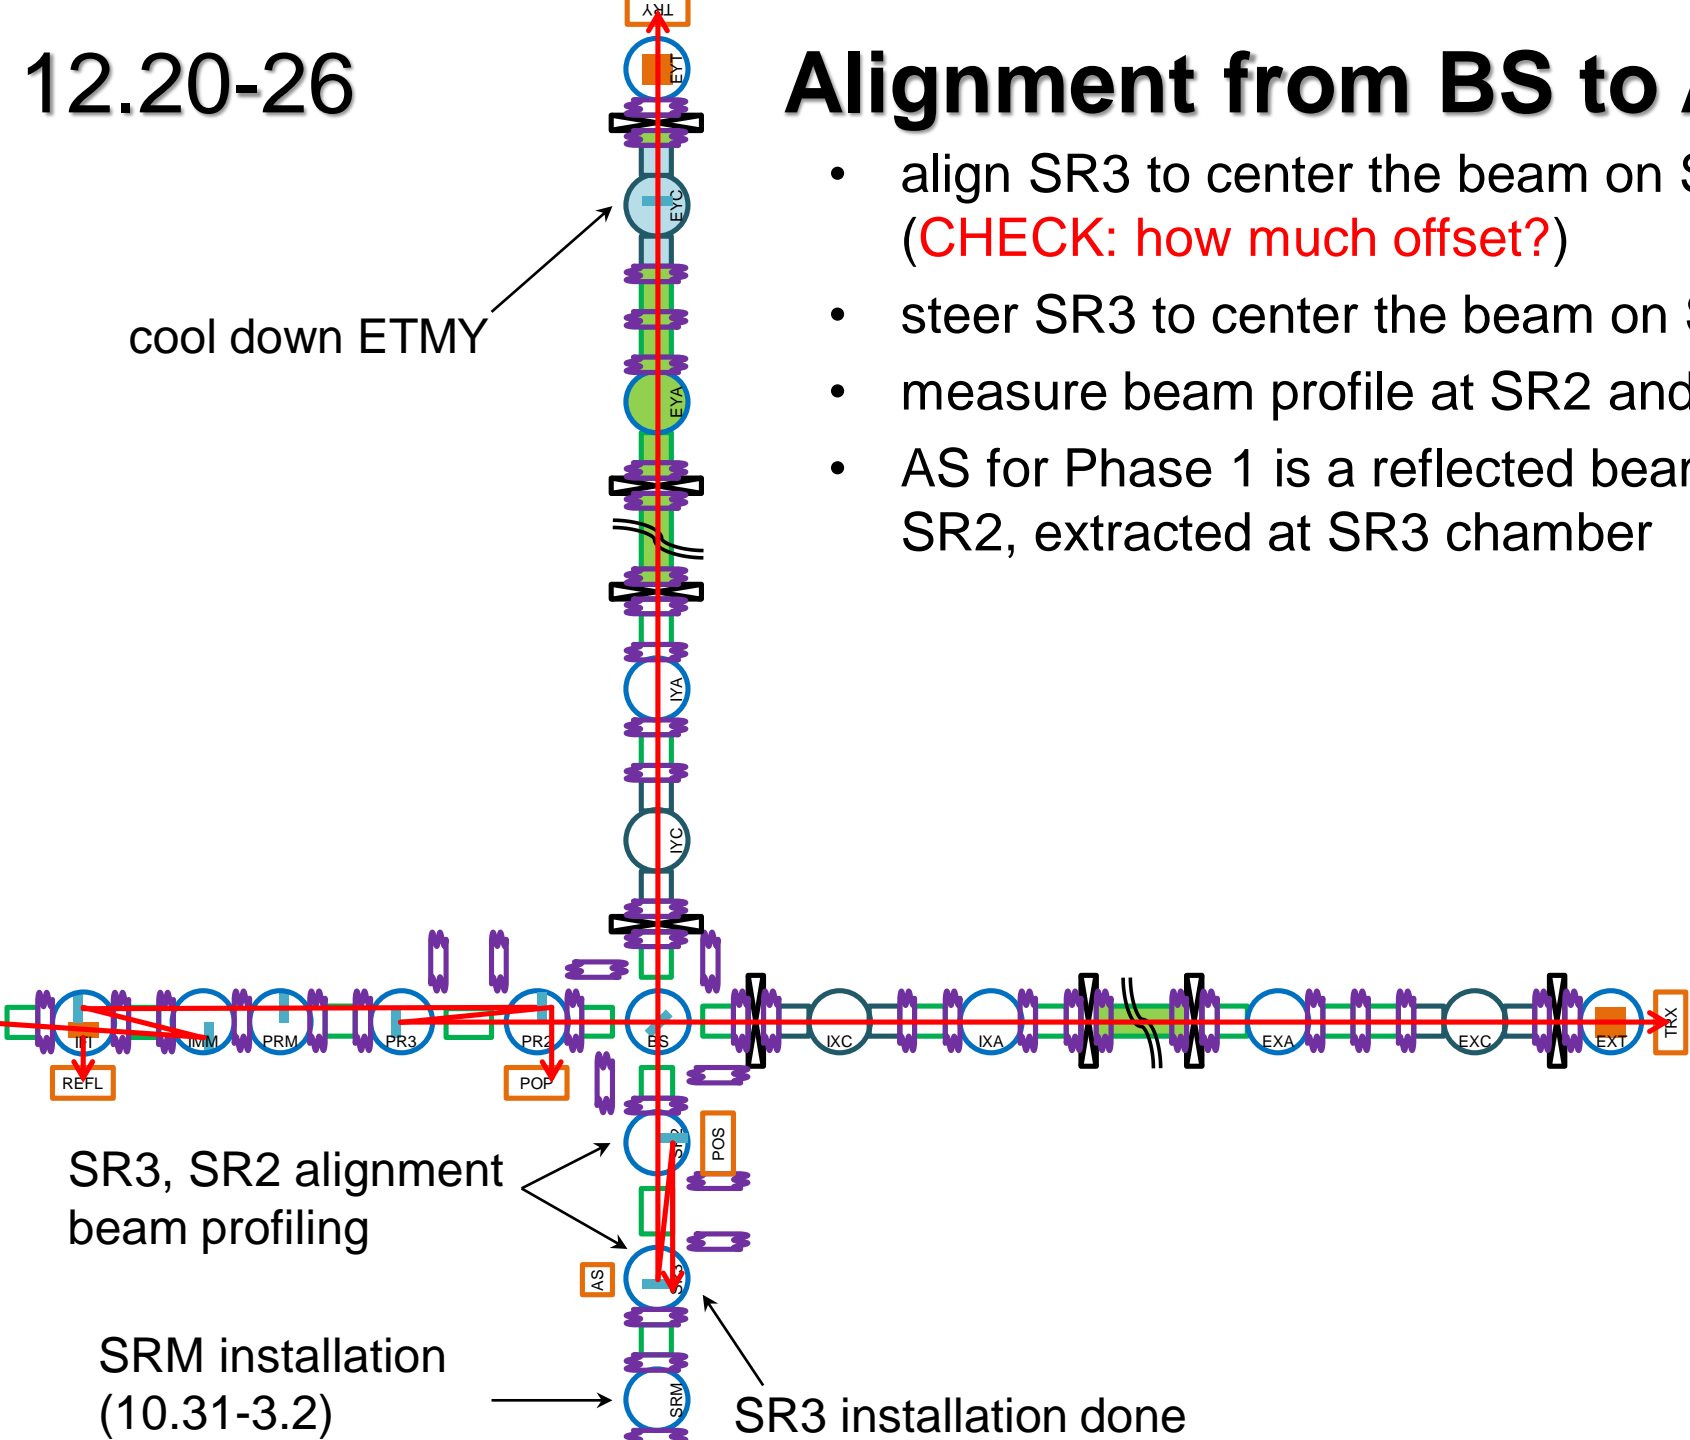 12.20-26
Alignment from BS to
• align SR3 to center the beam on
(CHECK: how much offset?)
• steer SR3 to center the beam on
• measure beam profile at SR2 and
• AS for Phase 1 is a reflected
SR2, extracted at SR3 chamber
TRY
EYT
EYC
cool down ETMY
EYA
IYA
IYC
IFI
IMM
PRM
PR3
PR2
BS
IXC
IXA
EXA
EXC
EXT
TRX
REFL
POP
SR2
POS
SR3, SR2 alignment
beam profiling
AS
SR3
SRM installation
(10.31-3.2)
SRM
SR3 installation done